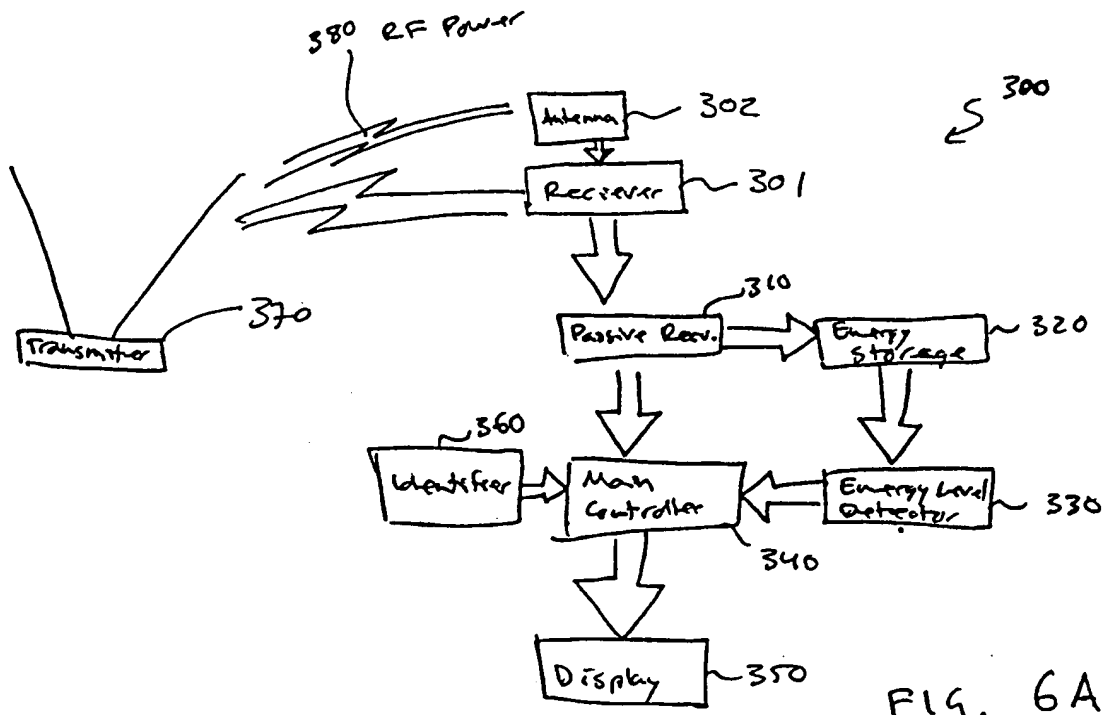 380 RF Power
300
Antenna
302
Reciever
301
310
370
Passive Recv.
Energy
Storage
320
Transmitter
360
Identifier
Main
Controller
Energy Level
Detector
330
340
Display
350
FIG. 6A